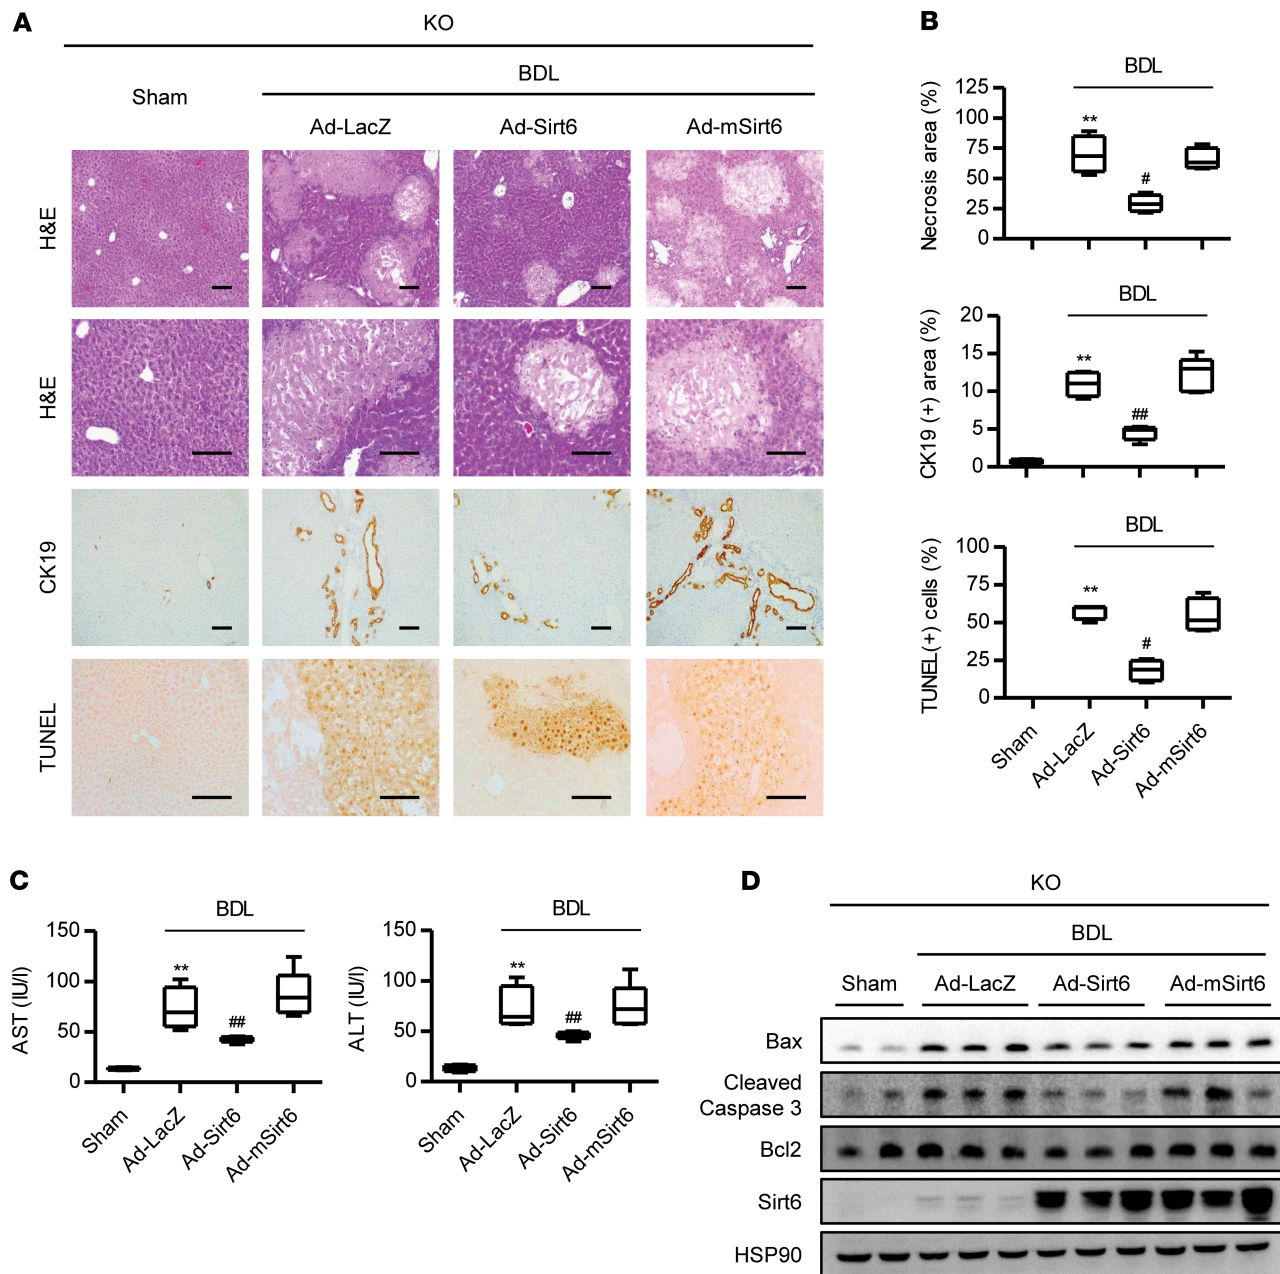 A
KO
Sham
BDL
Ad-LacZ
Ad-Sirt6
Ad-mSirt6
H&E
H&E
CK19
TUNEL
B
BDL
Necrosis area (%)
125
100
75
50
25
0
**
#
BDL
CK19 (+) area (%)
20
15
10
5
0
**
##
BDL
TUNEL(+) cells (%)
100
75
50
25
0
**
#
Sham
Ad-LacZ
Ad-Sirt6
Ad-mSirt6
C
BDL
AST (IU/l)
150
100
50
0
**
##
Sham
Ad-LacZ
Ad-Sirt6
Ad-mSirt6
BDL
ALT (IU/l)
150
100
50
0
**
##
Sham
Ad-LacZ
Ad-Sirt6
Ad-mSirt6
D
KO
BDL
Sham
Ad-LacZ
Ad-Sirt6
Ad-mSirt6
Bax
Cleaved
Caspase 3
Bcl2
Sirt6
HSP90